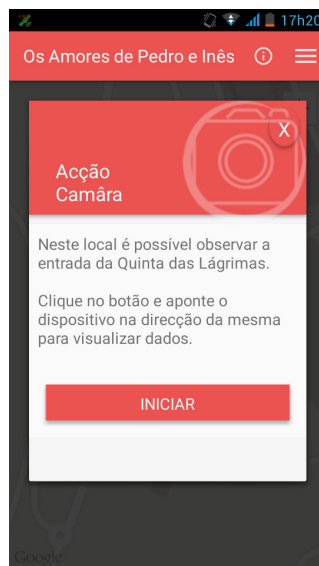 17h20
Os Amores de Pedro e Inês
X
Acção
Camâra
Neste local é possível observar a
entrada da Quinta das Lágrimas.
Clique no botão e aponte o
dispositivo na direcção da mesma
para visualizar dados.
INICIAR
Google